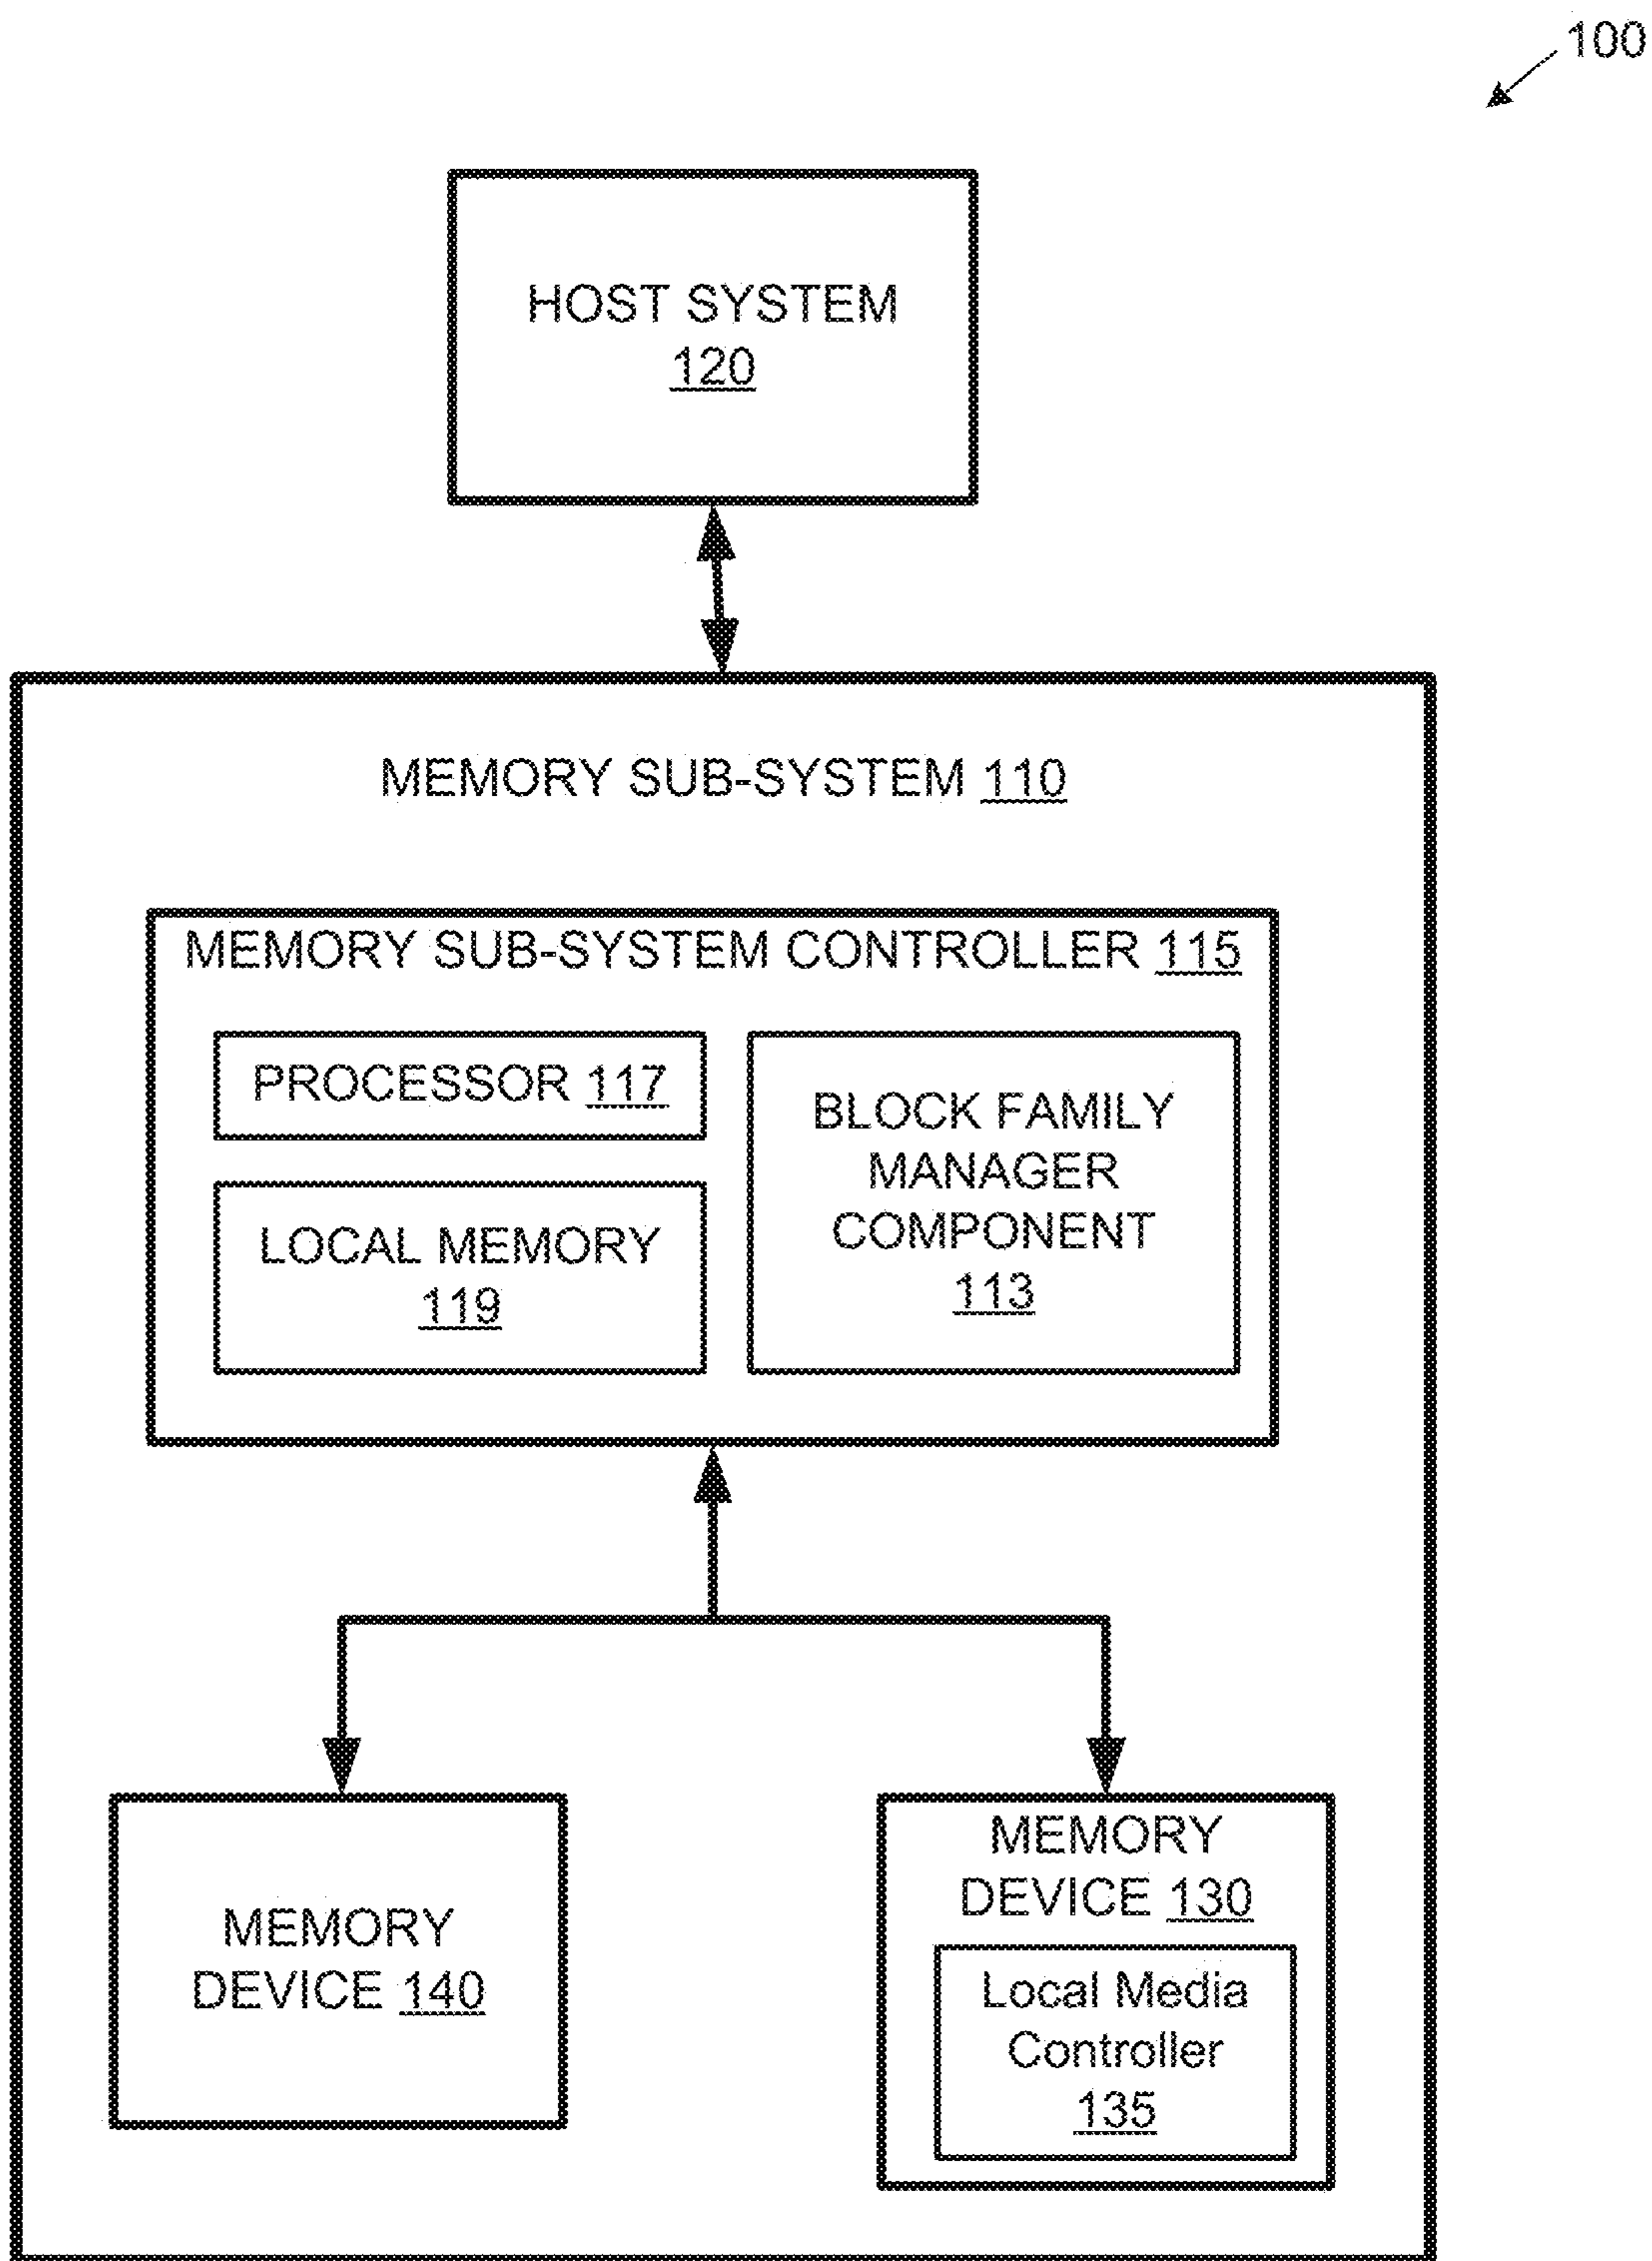 100
HOST SYSTEM
120
MEMORY SUB-SYSTEM 110
MEMORY SUB-SYSTEM CONTROLLER 115
PROCESSOR 117
LOCAL MEMORY
119
BLOCK FAMILY
MANAGER
COMPONENT
113
MEMORY
DEVICE 140
MEMORY
DEVICE 130
Local Media
Controller
135